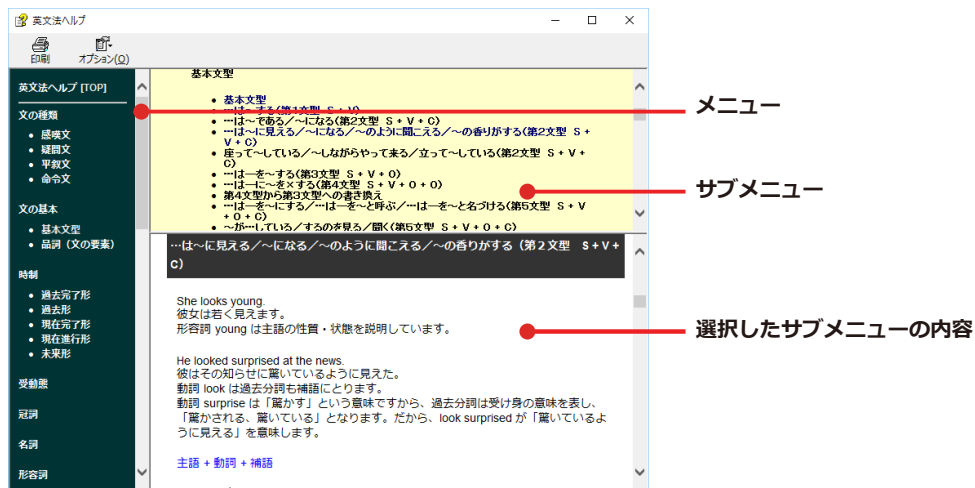 英文法ヘルプ
印刷
オプション(O)
英文法ヘルプ [TOP]
文の種類
• 感嘆文
• 疑問文
• 平叙文
• 命令文
文の基本
• 基本文型
• 品詞（文の要素）
時制
• 過去完了形
• 過去形
• 現在完了形
• 現在進行形
• 未来形
受動態
冠詞
名詞
形容詞
基本文型
• 基本文型
• …は～する(第1文型 S + V)
• …は～である／～になる(第2文型 S + V + C)
• …は～に見える／～になる／～のように聞こえる／～の香りがする(第2文型 S +
V + C)
• 座って～している／～しながらやって来る／立って～している(第2文型 S + V +
C)
• …は―を～する(第3文型 S + V + O)
• …は―に～を×する(第4文型 S + V + O + O)
• 第4文型から第3文型への書き換え
• …は―を～にする／…は―を～と呼ぶ／…は―を～と名づける(第5文型 S + V
+ O + C)
• ～が…している／するのを見る／聞く(第5文型 S + V + O + C)
…は～に見える／～になる／～のように聞こえる／～の香りがする（第２文型 S + V +
C）
She looks young.
彼女は若く見えます。
形容詞 young は主語の性質・状態を説明しています。
He looked surprised at the news.
彼はその知らせに驚いているように見えた。
動詞 look は過去分詞も補語にとります。
動詞 surprise は「驚かす」という意味ですから、過去分詞は受け身の意味を表し、
「驚かされる、驚いている」となります。だから、look surprised が「驚いているよ
うに見える」を意味します。
主語 + 動詞 + 補語
メニュー
サブメニュー
選択したサブメニューの内容